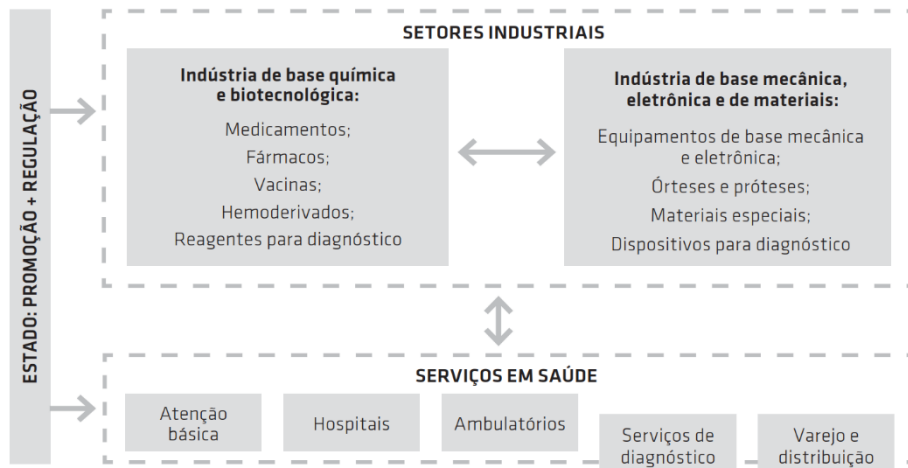 ESTADO: PROMOÇÃO + REGULAÇÃO
SETORES INDUSTRIAIS
Indústria de base química
e biotecnológica:
Medicamentos;
Fármacos;
Vacinas;
Hemoderivados;
Reagentes para diagnóstico
Indústria de base mecânica,
eletrônica e de materiais:
Equipamentos de base mecânica
e eletrônica;
Órteses e próteses;
Materiais especiais;
Dispositivos para diagnóstico
SERVIÇOS EM SAÚDE
Atenção
básica
Hospitais
Ambulatórios
Serviços de
diagnóstico
Varejo e
distribuição